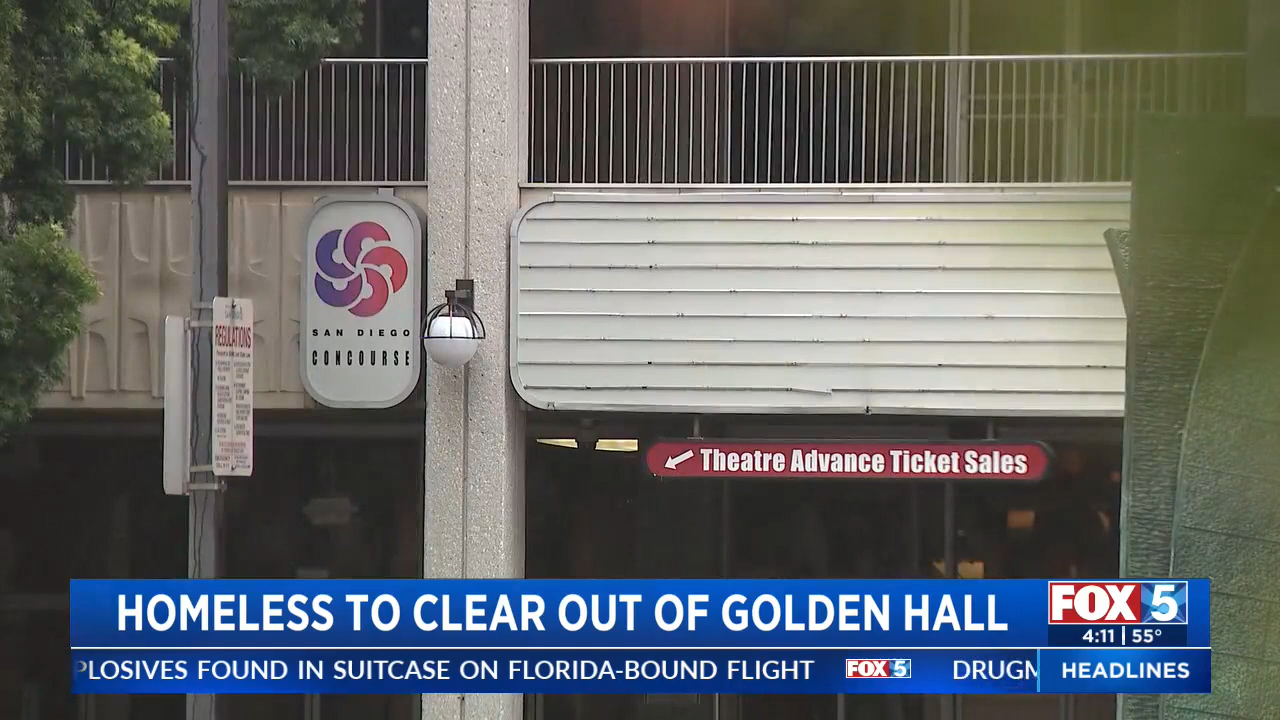 SAN DIEGO
CONCOURSE
REGULATIONS
Theatre Advance Ticket Sales
HOMELESS TO CLEAR OUT OF GOLDEN HALL
FOX 5
4:11 | 55°
PLOSIVES FOUND IN SUITCASE ON FLORIDA-BOUND FLIGHT FOX 5 DRUGM
HEADLINES